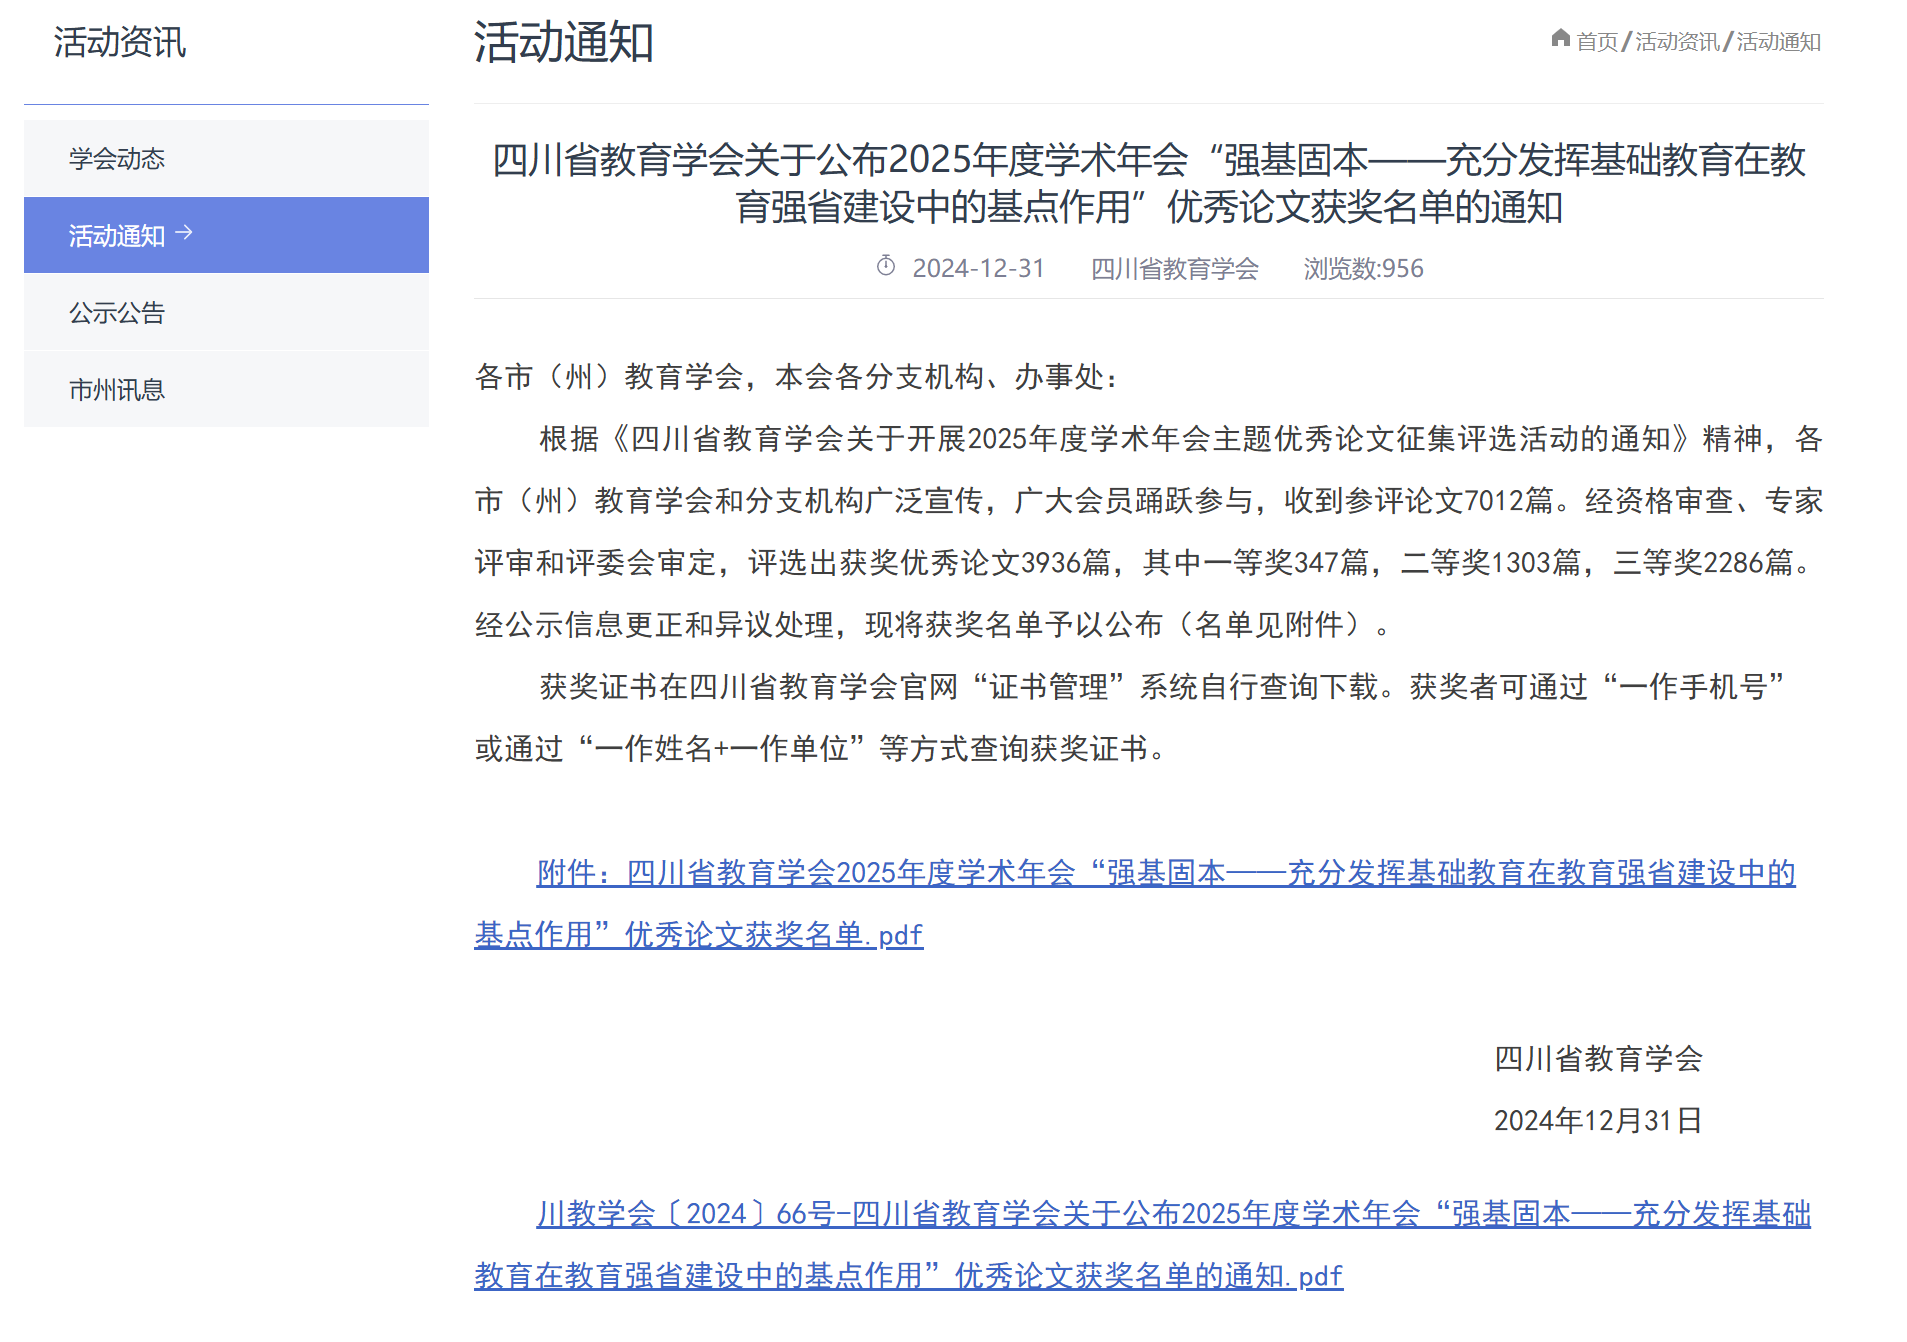 活动资讯
学会动态
活动通知
公示公告
市州讯息
活动通知
首页/活动资讯/活动通知
四川省教育学会关于公布2025年度学术年会“强基固本——充分发挥基础教育在教
育强省建设中的基点作用”优秀论文获奖名单的通知
2024-12-31 四川省教育学会 浏览数:956
各市（州）教育学会，本会各分支机构、办事处：
根据《四川省教育学会关于开展2025年度学术年会主题优秀论文征集评选活动的通知》精神，各
市（州）教育学会和分支机构广泛宣传，广大会员踊跃参与，收到参评论文7012篇。经资格审查、专家
评审和评委会审定，评选出获奖优秀论文3936篇，其中一等奖347篇，二等奖1303篇，三等奖2286篇。
经公示信息更正和异议处理，现将获奖名单予以公布（名单见附件）。
获奖证书在四川省教育学会官网“证书管理”系统自行查询下载。获奖者可通过“一作手机号”
或通过“一作姓名+一作单位”等方式查询获奖证书。
附件：四川省教育学会2025年度学术年会“强基固本——充分发挥基础教育在教育强省建设中的
基点作用”优秀论文获奖名单.pdf
四川省教育学会
2024年12月31日
川教学会〔2024〕66号-四川省教育学会关于公布2025年度学术年会“强基固本——充分发挥基础
教育在教育强省建设中的基点作用”优秀论文获奖名单的通知.pdf